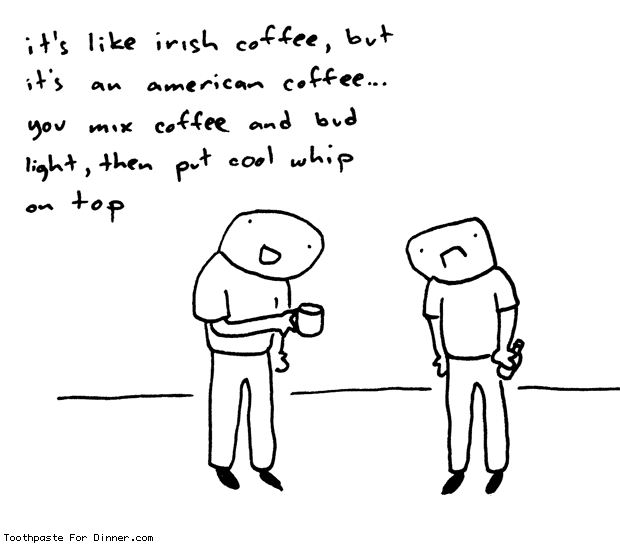 it's like irish coffee, but
it's an american coffee...
you mix coffee and bud
light, then put cool whip
on top
Toothpaste For Dinner.com